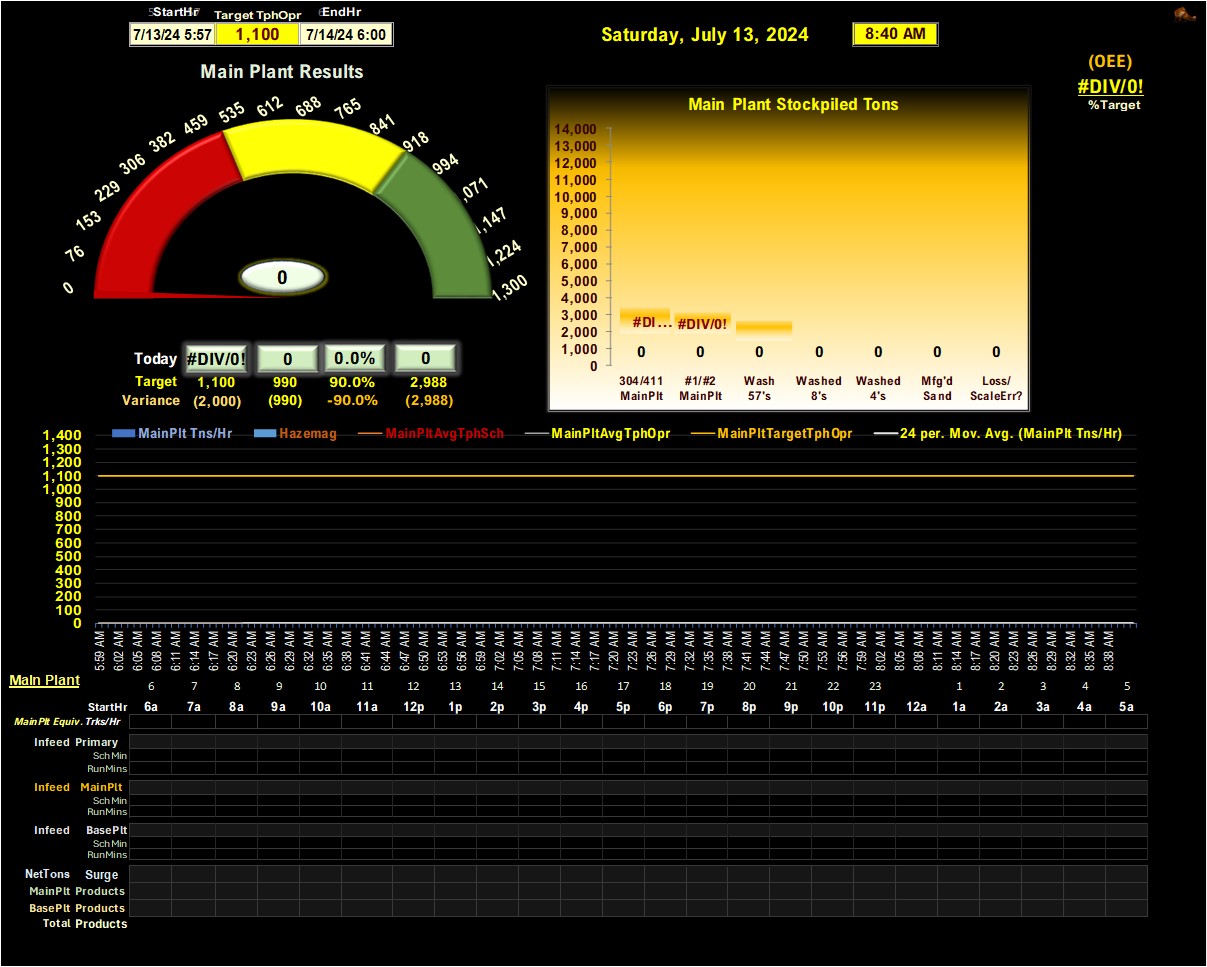 StartHr Target TphOpr EndHr
7/13/24 5:57 1,100 7/14/24 6:00
Saturday, July 13, 2024
8:40 AM
(OEE)
#DIV/0!
%Target
Main Plant Results
0 76 153 229 306 382 459 535 612 688 765 841 918 994 ,071 ,147 ,224 1,300
0
Today #DIV/0! 0 0.0% 0
Target 1,100 990 90.0% 2,988
Variance (2,000) (990) -90.0% (2,988)
Main Plant Stockpiled Tons
14,000
13,000
12,000
11,000
10,000
9,000
8,000
7,000
6,000
5,000
4,000
3,000
2,000
1,000
0
#DI... #DIV/0!
0 0 0 0 0 0 0
304/411 #1/#2 Wash Washed Washed Mfg'd Loss/
MainPlt MainPlt 57's 8's 4's Sand ScaleErr?
MainPlt Tns/Hr Hazemag MainPltAvgTphSch MainPltAvgTphOpr MainPltTargetTphOpr 24 per. Mov. Avg. (MainPlt Tns/Hr)
1,400
1,300
1,200
1,100
1,000
900
800
700
600
500
400
300
200
100
0
5:59 AM 6:02 AM 6:05 AM 6:08 AM 6:11 AM 6:14 AM 6:17 AM 6:20 AM 6:23 AM 6:26 AM 6:29 AM 6:32 AM 6:35 AM 6:38 AM 6:41 AM 6:44 AM 6:47 AM 6:50 AM 6:53 AM 6:56 AM 6:59 AM 7:02 AM 7:05 AM 7:08 AM 7:11 AM 7:14 AM 7:17 AM 7:20 AM 7:23 AM 7:26 AM 7:29 AM 7:32 AM 7:35 AM 7:38 AM 7:41 AM 7:44 AM 7:47 AM 7:50 AM 7:53 AM 7:56 AM 7:59 AM 8:02 AM 8:05 AM 8:08 AM 8:11 AM 8:14 AM 8:17 AM 8:20 AM 8:23 AM 8:26 AM 8:29 AM 8:32 AM 8:35 AM 8:38 AM
Main Plant
6 7 8 9 10 11 12 13 14 15 16 17 18 19 20 21 22 23 1 2 3 4 5
StartHr 6a 7a 8a 9a 10a 11a 12p 1p 2p 3p 4p 5p 6p 7p 8p 9p 10p 11p 12a 1a 2a 3a 4a 5a
MainPlt Equiv. Trks/Hr
Infeed Primary
SchMin
RunMins
Infeed MainPlt
SchMin
RunMins
Infeed BasePlt
SchMin
RunMins
NetTons Surge
MainPlt Products
BasePlt Products
Total Products